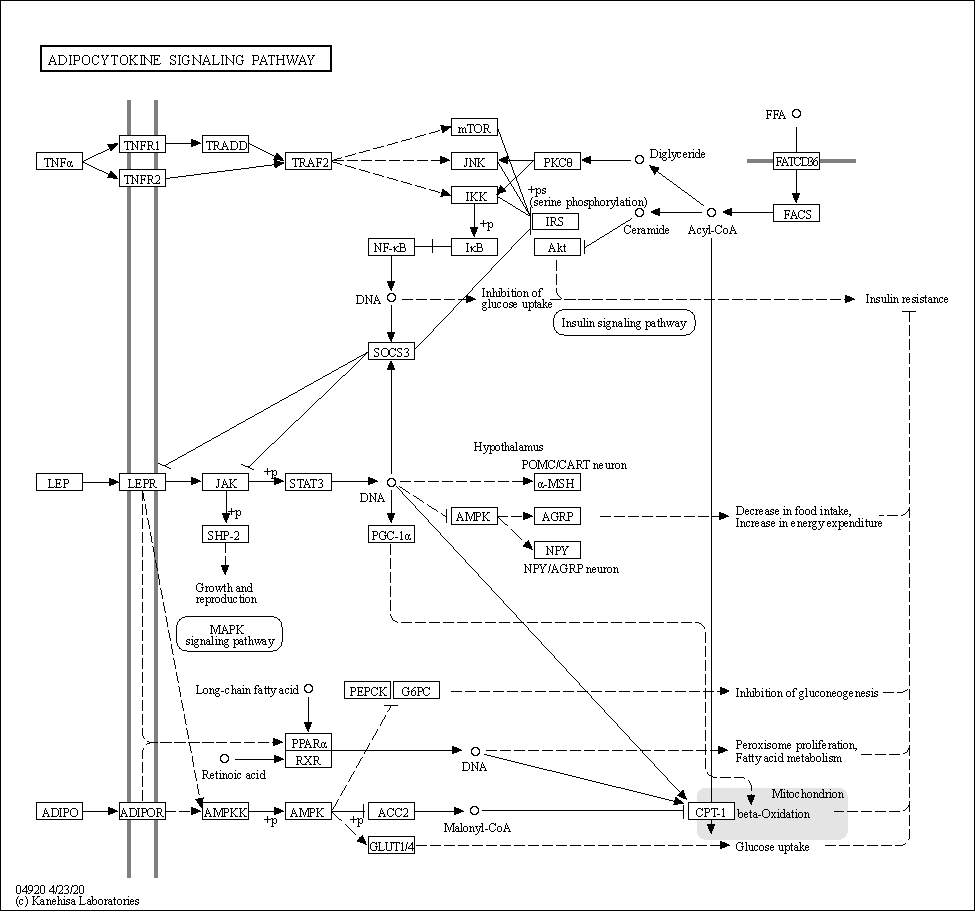 ADIPOCYTOKINE SIGNALING PATHWAY
FFA
mTOR
TNFα
TNFR1
TRADD
TNFR2
TRAF2
JNK
PKCθ
Diglyceride
FATCD36
IKK
+ps
(serine phosphorylation)
IRS
FACS
+p
Ceramide
Acyl-CoA
NF-κB
IκB
Akt
DNA
Inhibition of
glucose uptake
Insulin resistance
Insulin signaling pathway
SOCS3
Hypothalamus
POMC/CART neuron
LEP
LEPR
JAK
+p
STAT3
DNA
α-MSH
+p
AMPK
AGRP
Decrease in food intake,
Increase in energy expenditure
SHP-2
PGC-1α
NPY
NPY/AGRP neuron
Growth and
reproduction
MAPK
signaling pathway
Long-chain fatty acid
PEPCK
G6PC
Inhibition of gluconeogenesis
PPARα
RXR
Retinoic acid
DNA
Peroxisome proliferation,
Fatty acid metabolism
Mitochondrion
ADIPO
ADIPOR
AMPKK
+p
AMPK
+p
ACC2
Malonyl-CoA
CPT-1
beta-Oxidation
GLUT1/4
Glucose uptake
04920 4/23/20
(c) Kanehisa Laboratories